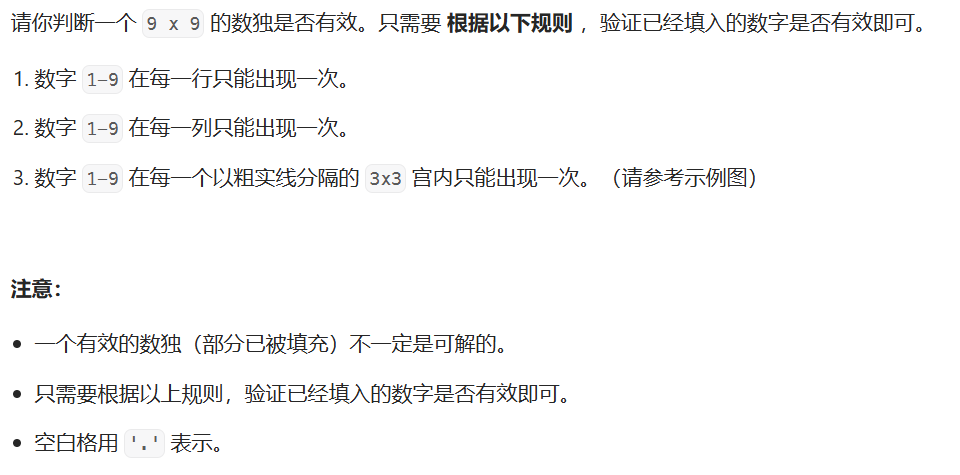 请你判断一个 9 x 9 的数独是否有效。只需要 根据以下规则 ，验证已经填入的数字是否有效即可。
1. 数字 1-9 在每一行只能出现一次。
2. 数字 1-9 在每一列只能出现一次。
3. 数字 1-9 在每一个以粗实线分隔的 3x3 宫内只能出现一次。（请参考示例图）
注意：
• 一个有效的数独（部分已被填充）不一定是可解的。
• 只需要根据以上规则，验证已经填入的数字是否有效即可。
• 空白格用 '.' 表示。